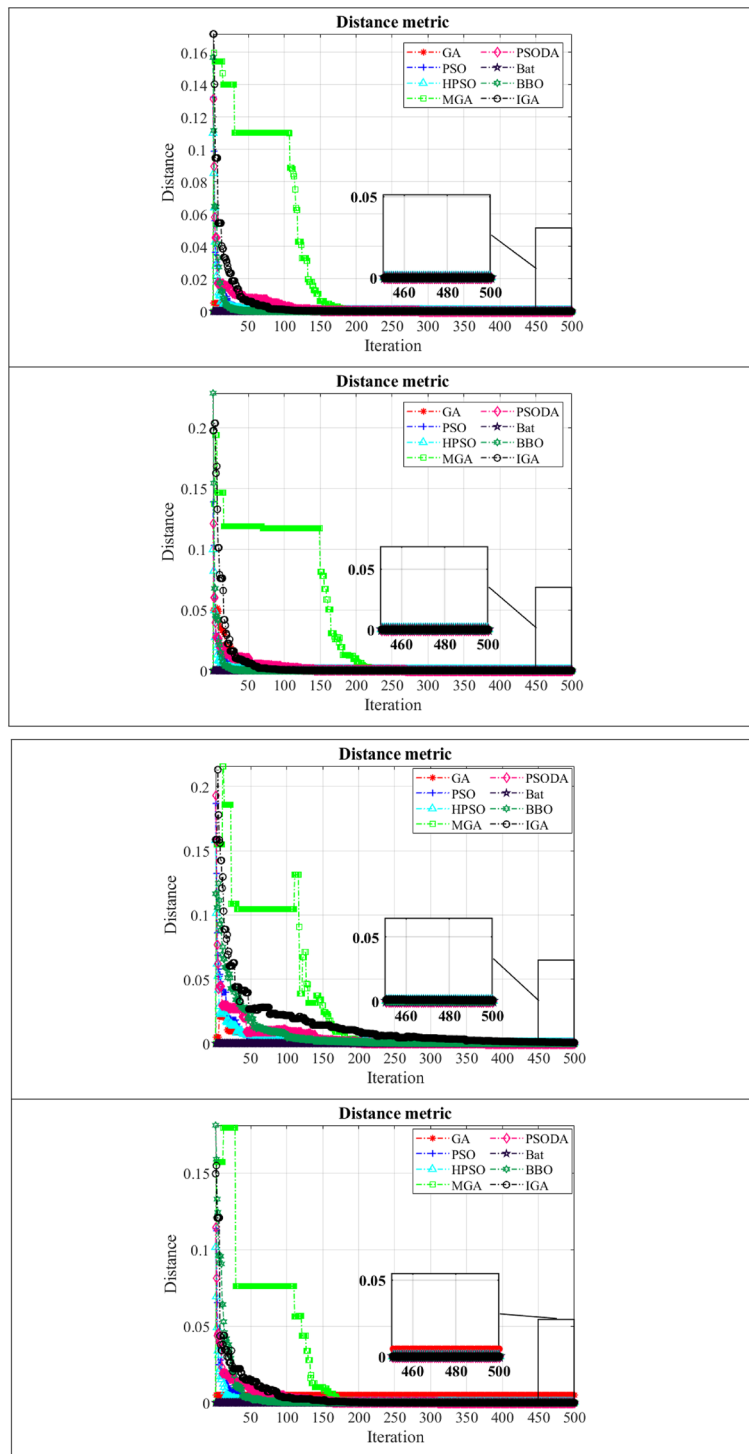 Distance metric
GA PSODA
PSO Bat
HPSO BBO
MGA IGA
0.16
0.14
0.12
0.1
0.08
0.06
0.04
0.02
0
Distance
0.05
0
460 480 500
50 100 150 200 250 300 350 400 450 500
Iteration
Distance metric
GA PSODA
PSO Bat
HPSO BBO
MGA IGA
0.2
0.15
0.1
0.05
0
Distance
0.05
0
460 480 500
50 100 150 200 250 300 350 400 450 500
Iteration
Distance metric
GA PSODA
PSO Bat
HPSO BBO
MGA IGA
0.2
0.15
0.1
0.05
0
Distance
0.05
0
460 480 500
50 100 150 200 250 300 350 400 450 500
Iteration
Distance metric
GA PSODA
PSO Bat
HPSO BBO
MGA IGA
0.15
0.1
0.05
0
Distance
0.05
0
460 480 500
50 100 150 200 250 300 350 400 450 500
Iteration